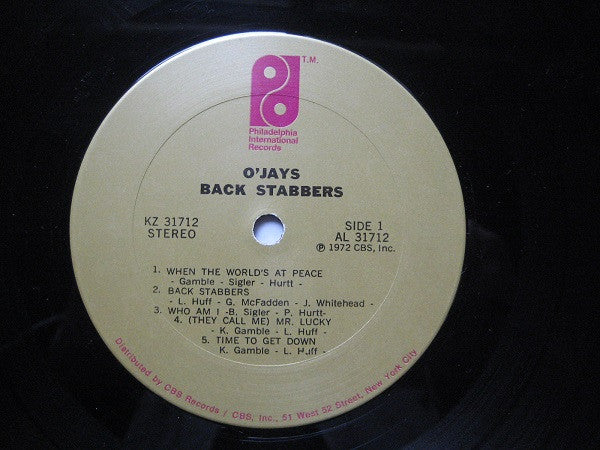 T.M.
Philadelphia
International
Records
O'JAYS
BACK STABBERS
KZ 31712
STEREO
SIDE 1
AL 31712
℗ 1972 CBS, Inc.
1. WHEN THE WORLD'S AT PEACE
- Gamble - Sigler - Hurtt -
2. BACK STABBERS
- L. Huff - G. McFadden - J. Whitehead -
3. WHO AM I -B. Sigler - P. Hurtt-
4. (THEY CALL ME) MR. LUCKY
- K. Gamble - L. Huff -
5. TIME TO GET DOWN
K. Gamble - L. Huff -
Distributed by CBS Records / CBS, Inc., 51 West 52 Street, New York City